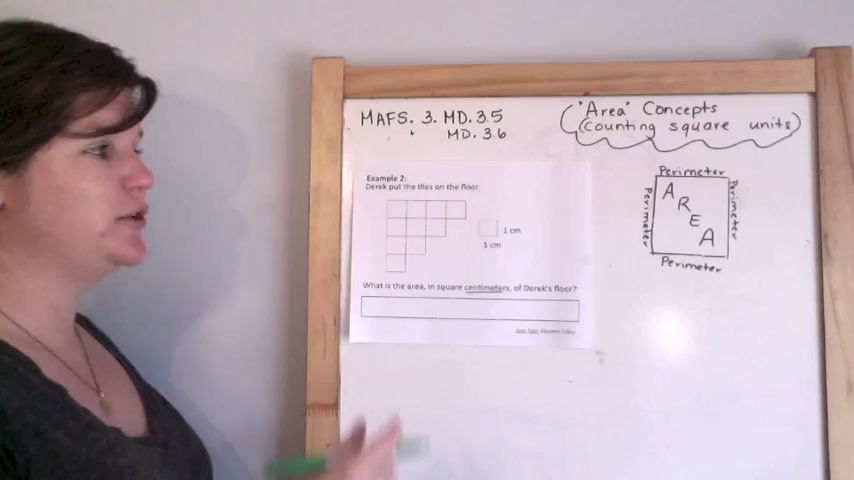 MAFS. 3. MD. 3.5
MD. 3.6
"Area" Concepts
(counting square units)
Example 2:
Derek put the tiles on the floor.
1 cm
1 cm
What is the area, in square centimeters, of Derek's floor?
Perimeter
Perimeter
AREA
Perimeter
Perimeter